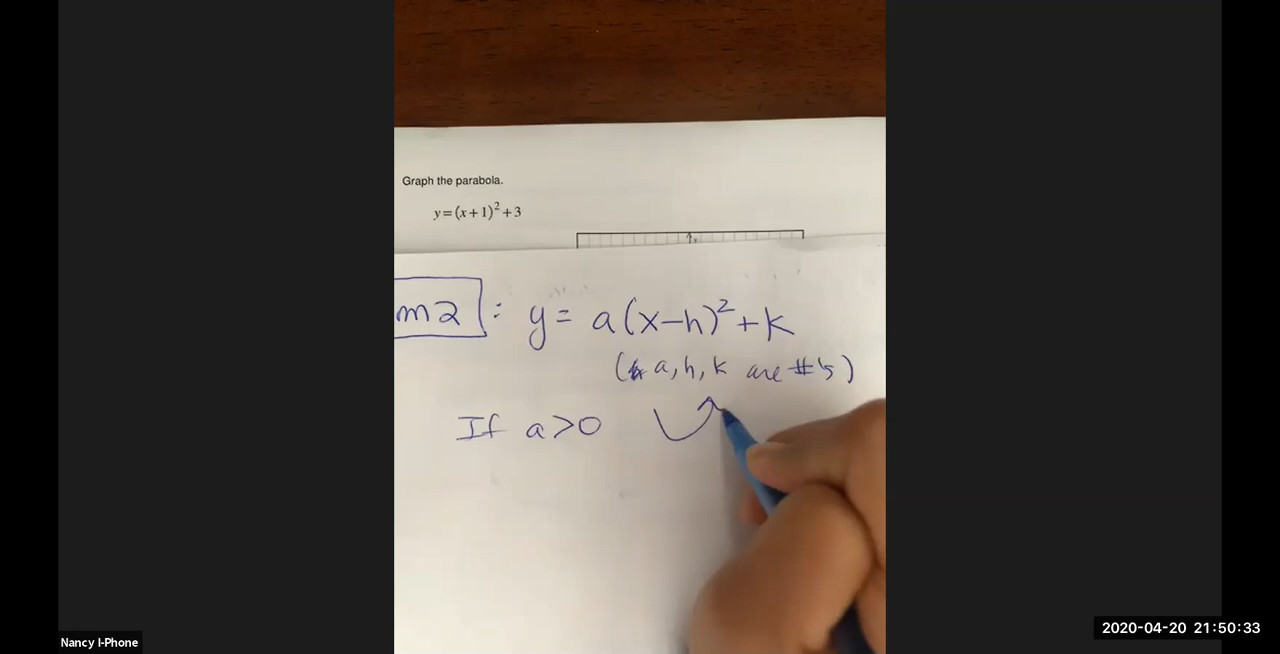 Graph the parabola.
y=(x+1)²+3
y
m2 : y = a(x-h)²+k
(a, h, k are #'s)
If a>0
Nancy I-Phone
2020-04-20 21:50:33